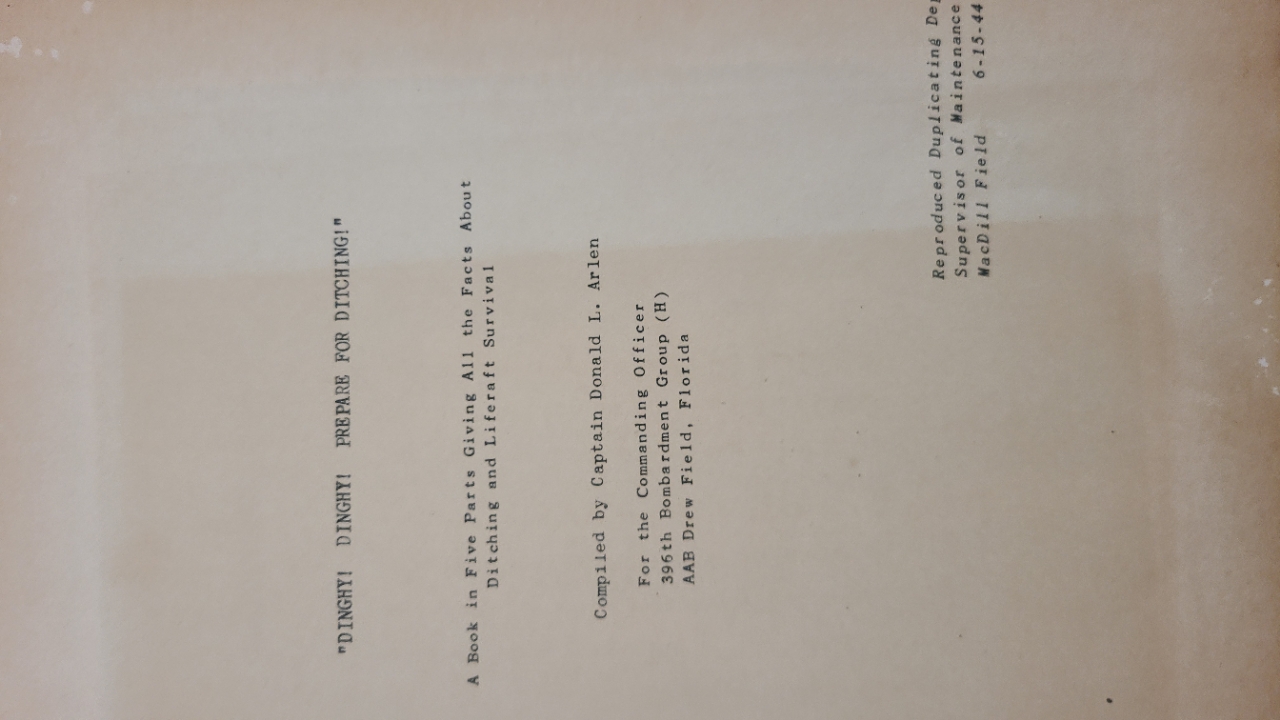 "DINGHY! DINGHY! PREPARE FOR DITCHING!"
A Book in Five Parts Giving All the Facts About
Ditching and Liferaft Survival
Compiled by Captain Donald L. Arlen
For the Commanding Officer
396th Bombardment Group (H)
AAB Drew Field, Florida
Reproduced Duplicating
Supervisor of Maintenance
MacDill Field 6-15-44